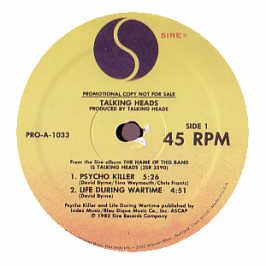 SIRE®
PROMOTIONAL COPY NOT FOR SALE
TALKING HEADS
PRODUCED BY TALKING HEADS
PRO-A-1033
SIDE 1
45 RPM
From the Sire album THE NAME OF THIS BAND
IS TALKING HEADS (2SR 3590)
1. PSYCHO KILLER 5:26
(David Byrne/Tina Weymouth/Chris Frantz)
2. LIFE DURING WARTIME 4:51
(David Byrne)
Psycho Killer and Life During Wartime published by
Index Music/Bleu Disque Music Co., Inc. ASCAP
℗ 1982 Sire Records Company